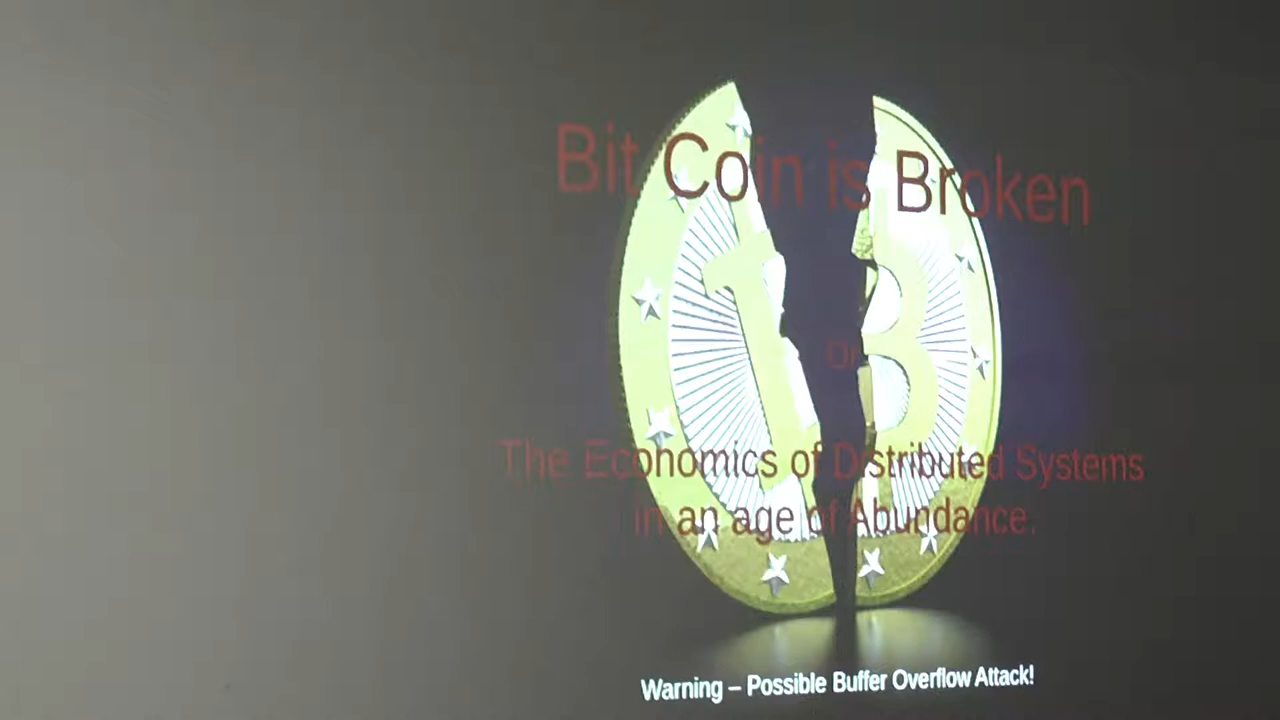 Bit Coin is Broken
Or
The Economics of Distributed Systems
in an age of Abundance.
Warning – Possible Buffer Overflow Attack!